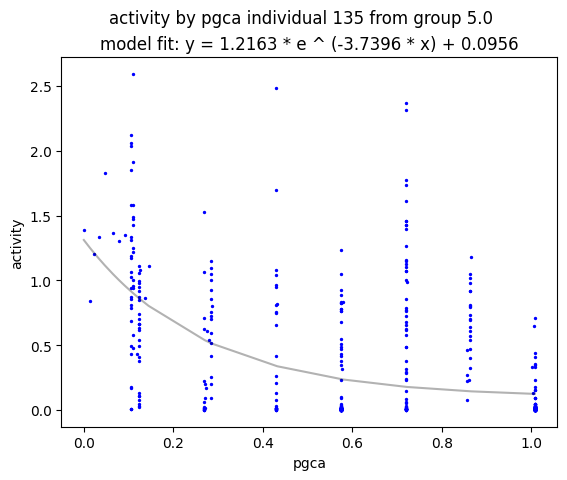 activity by pgca individual 135 from group 5.0
model fit: y = 1.2163 * e ^ (-3.7396 * x) + 0.0956
2.5
2.0
1.5
1.0
0.5
0.0
activity
0.0 0.2 0.4 0.6 0.8 1.0
pgca